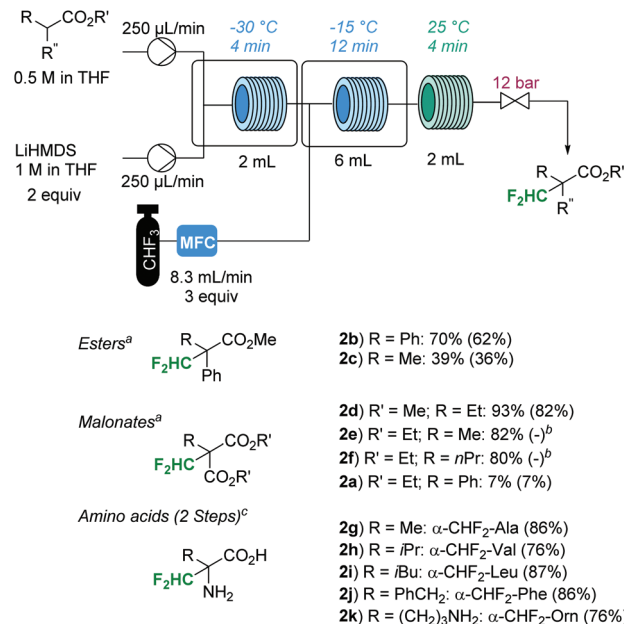 R CO₂R'
R"
0.5 M in THF
250 µL/min
-30 °C
4 min
-15 °C
12 min
25 °C
4 min
12 bar
LiHMDS
1 M in THF
2 equiv
250 µL/min
2 mL
6 mL
2 mL
R CO₂R'
F₂HC
R"
CHF₃
MFC
8.3 mL/min
3 equiv
Estersᵃ
R CO₂Me
F₂HC
Ph
2b) R = Ph: 70% (62%)
2c) R = Me: 39% (36%)
Malonatesᵃ
R CO₂R'
F₂HC
CO₂R'
2d) R' = Me; R = Et: 93% (82%)
2e) R' = Et; R = Me: 82% (-)ᵇ
2f) R' = Et; R = nPr: 80% (-)ᵇ
2a) R' = Et; R = Ph: 7% (7%)
Amino acids (2 Steps)ᶜ
R CO₂H
F₂HC
NH₂
2g) R = Me: α-CHF₂-Ala (86%)
2h) R = iPr: α-CHF₂-Val (76%)
2i) R = iBu: α-CHF₂-Leu (87%)
2j) R = PhCH₂: α-CHF₂-Phe (86%)
2k) R = (CH₂)₃NH₂: α-CHF₂-Orn (76%)